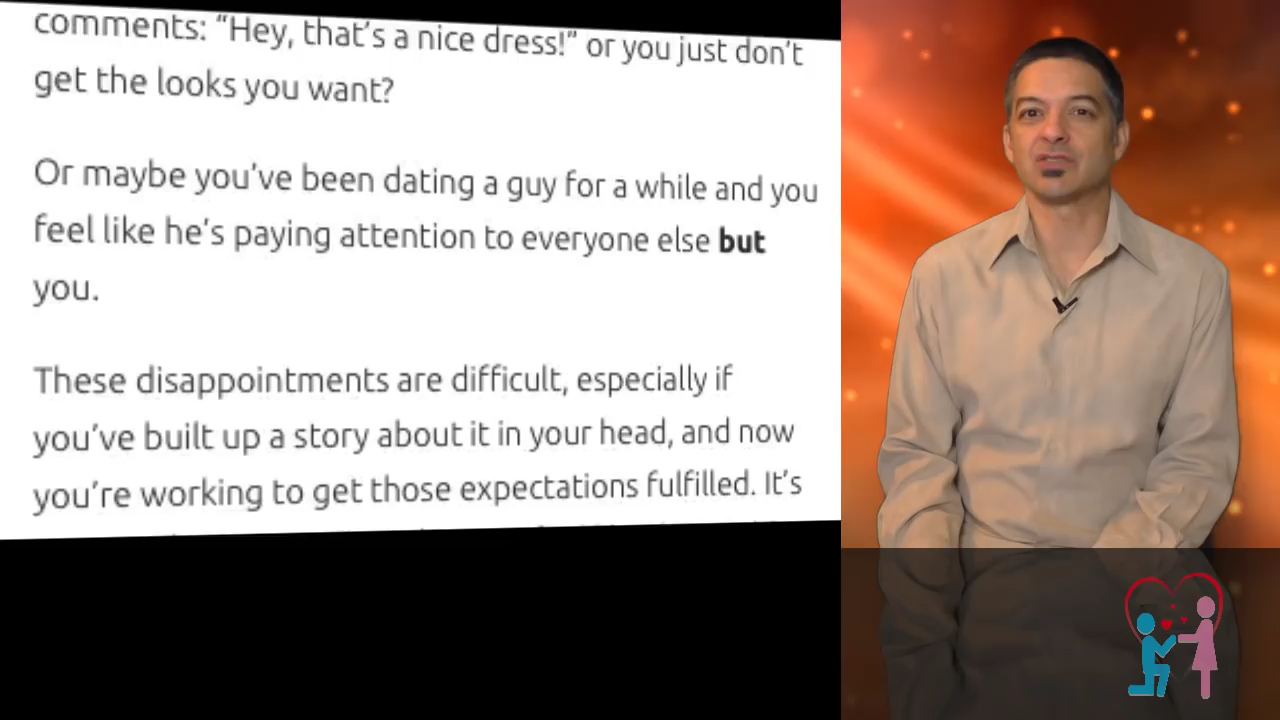 comments: “Hey, that’s a nice dress!” or you just don’t
get the looks you want?
Or maybe you’ve been dating a guy for a while and you
feel like he’s paying attention to everyone else but
you.
These disappointments are difficult, especially if
you’ve built up a story about it in your head, and now
you’re working to get those expectations fulfilled. It’s